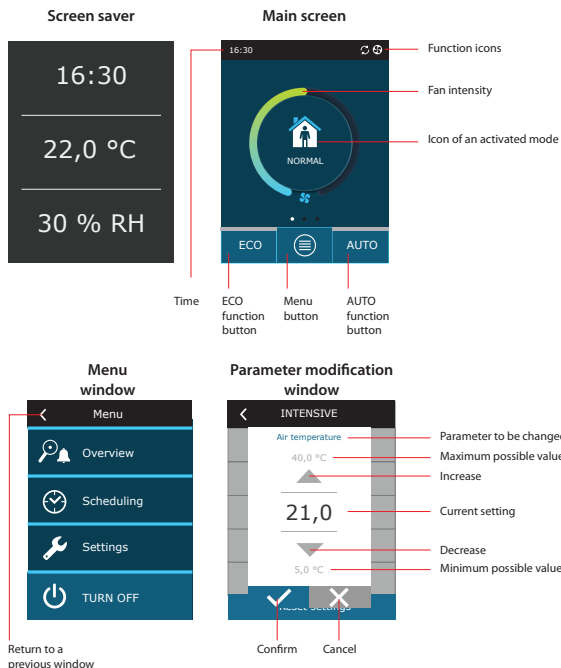 Screen saver
Main screen
16:30
22,0 °C
30 % RH
16:30
NORMAL
ECO
AUTO
Function icons
Fan intensity
Icon of an activated mode
Time
ECO
function
button
Menu
button
AUTO
function
button
Menu
window
Menu
Overview
Scheduling
Settings
TURN OFF
Return to a
previous window
Parameter modification
window
INTENSIVE
Air temperature
40,0 °C
21,0
5,0 °C
Reset settings
Parameter to be changed
Maximum possible value
Increase
Current setting
Decrease
Minimum possible value
Confirm
Cancel